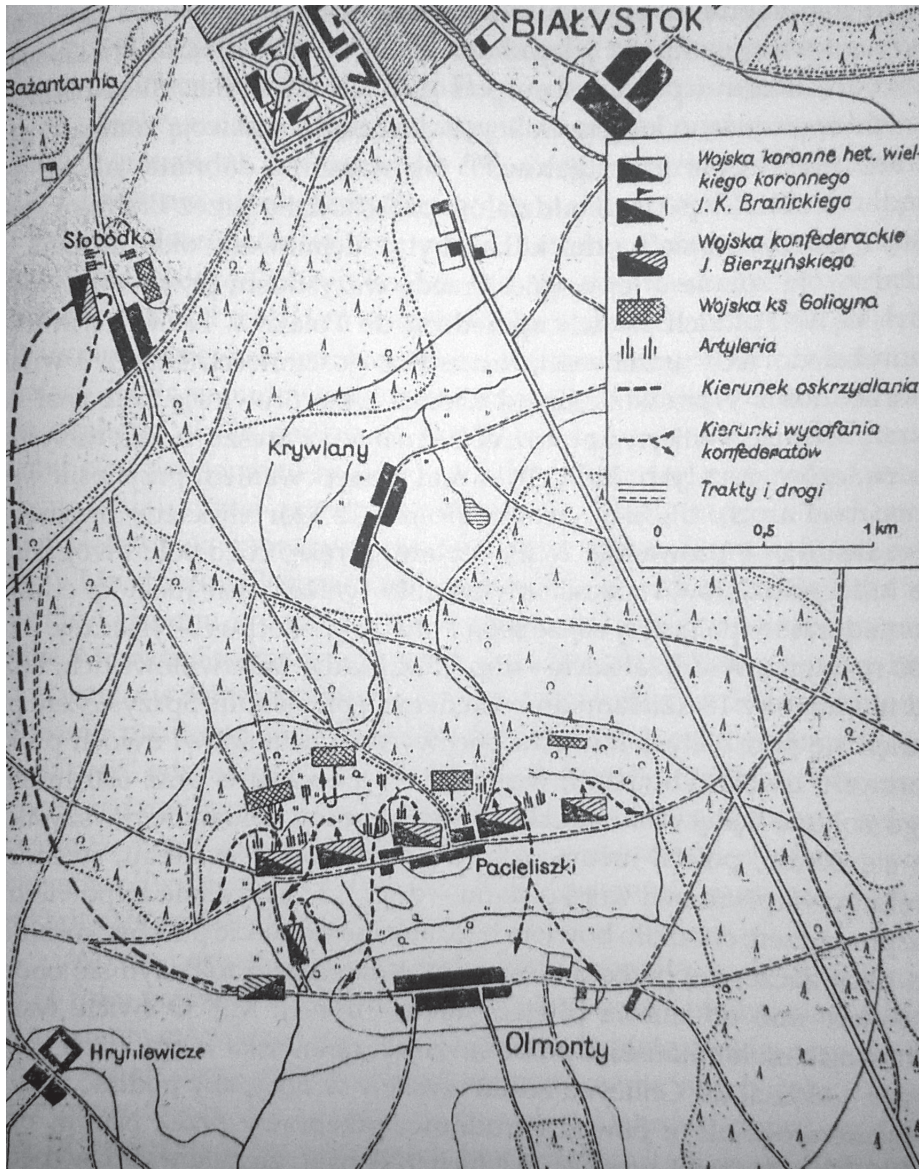 BIAŁYSTOK
Bażantarnia
Wojska koronne het. wiel-
kiego koronnego
J. K. Branickiego
Słobódka
Wojska konfederackie
J. Bierzyńskiego
Wojska ks Golicyna
Artyleria
Kierunek oskrzydlania
Kierunki wycofania
konfederatów
Krywlany
Trakty i drogi
0,5 1 km
Pacieliszki
Olmonty
Hryniewicze